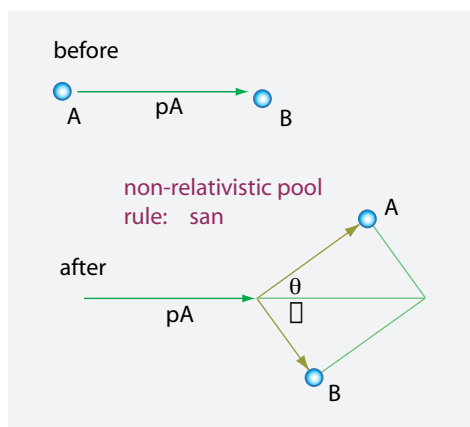 before
A
pA
B
non-relativistic pool
rule: san
A
after
θ
pA
B